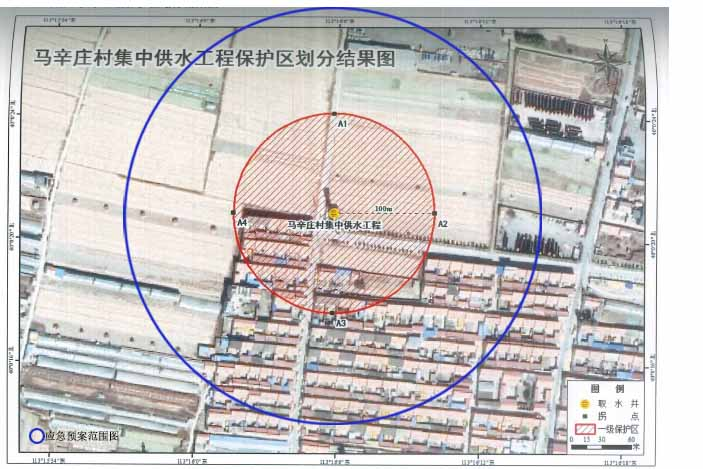 马辛庄村集中供水工程保护区划分结果图
A1
100m
A4
A2
马辛庄村集中供水工程
A3
图 例
取 水 井
拐 点
一级保护区
0 15 30 60
米
应急预案范围图